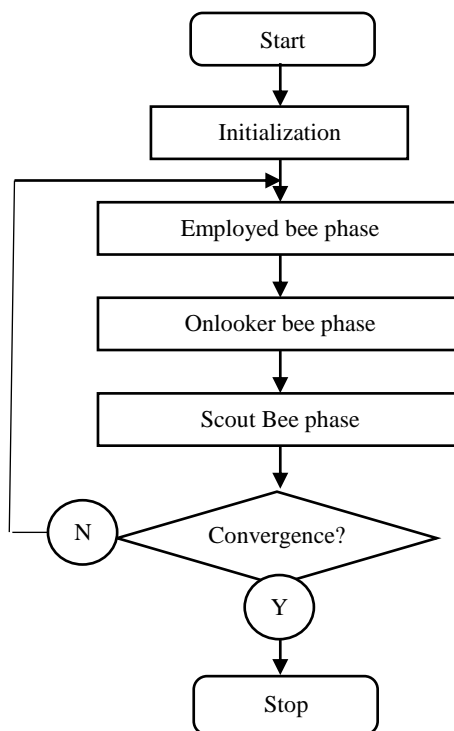 Start
Initialization
Employed bee phase
Onlooker bee phase
Scout Bee phase
N
Convergence?
Y
Stop